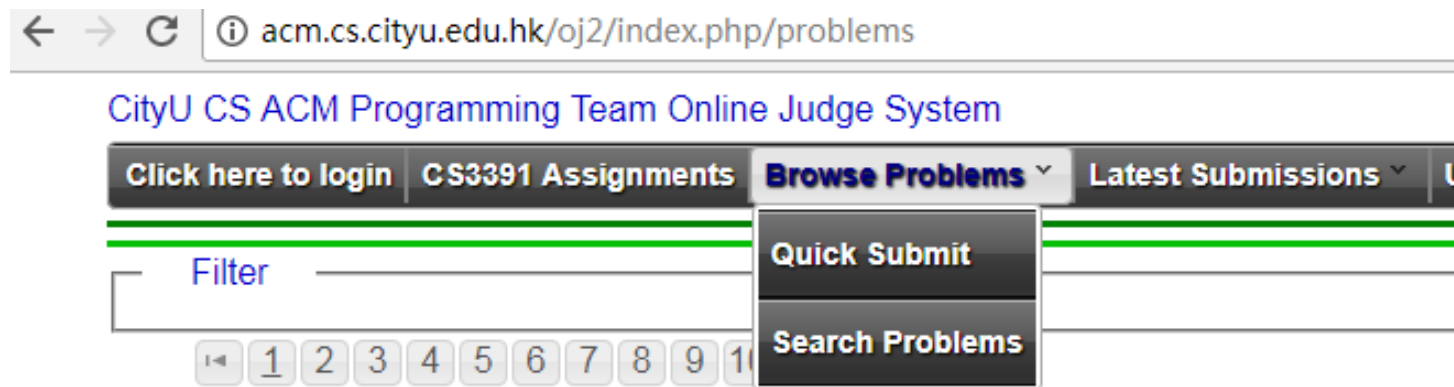 acm.cs.cityu.edu.hk/oj2/index.php/problems
CityU CS ACM Programming Team Online Judge System
Click here to login CS3391 Assignments Browse Problems Latest Submissions
Quick Submit
Filter
Search Problems
1 2 3 4 5 6 7 8 9